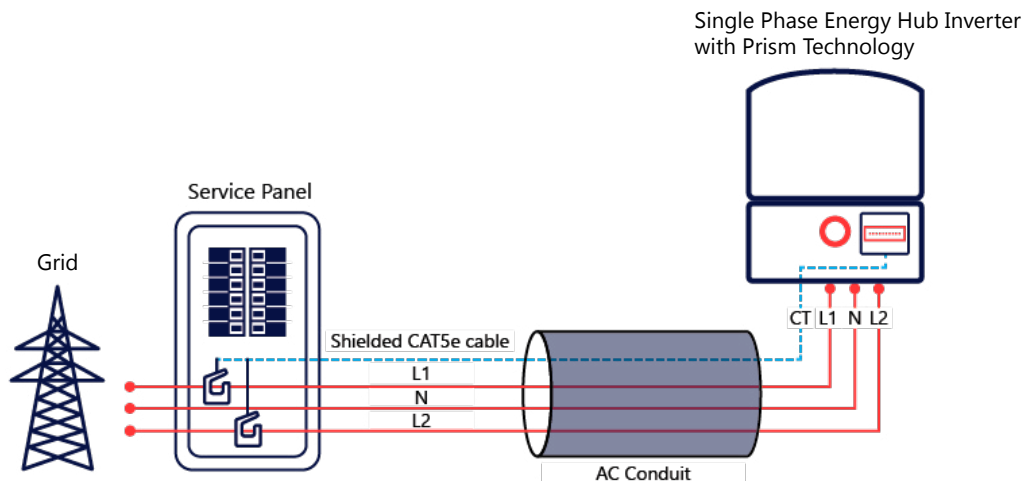 Single Phase Energy Hub Inverter
with Prism Technology
Service Panel
Grid
CT L1 N L2
Shielded CAT5e cable
L1
N
L2
AC Conduit